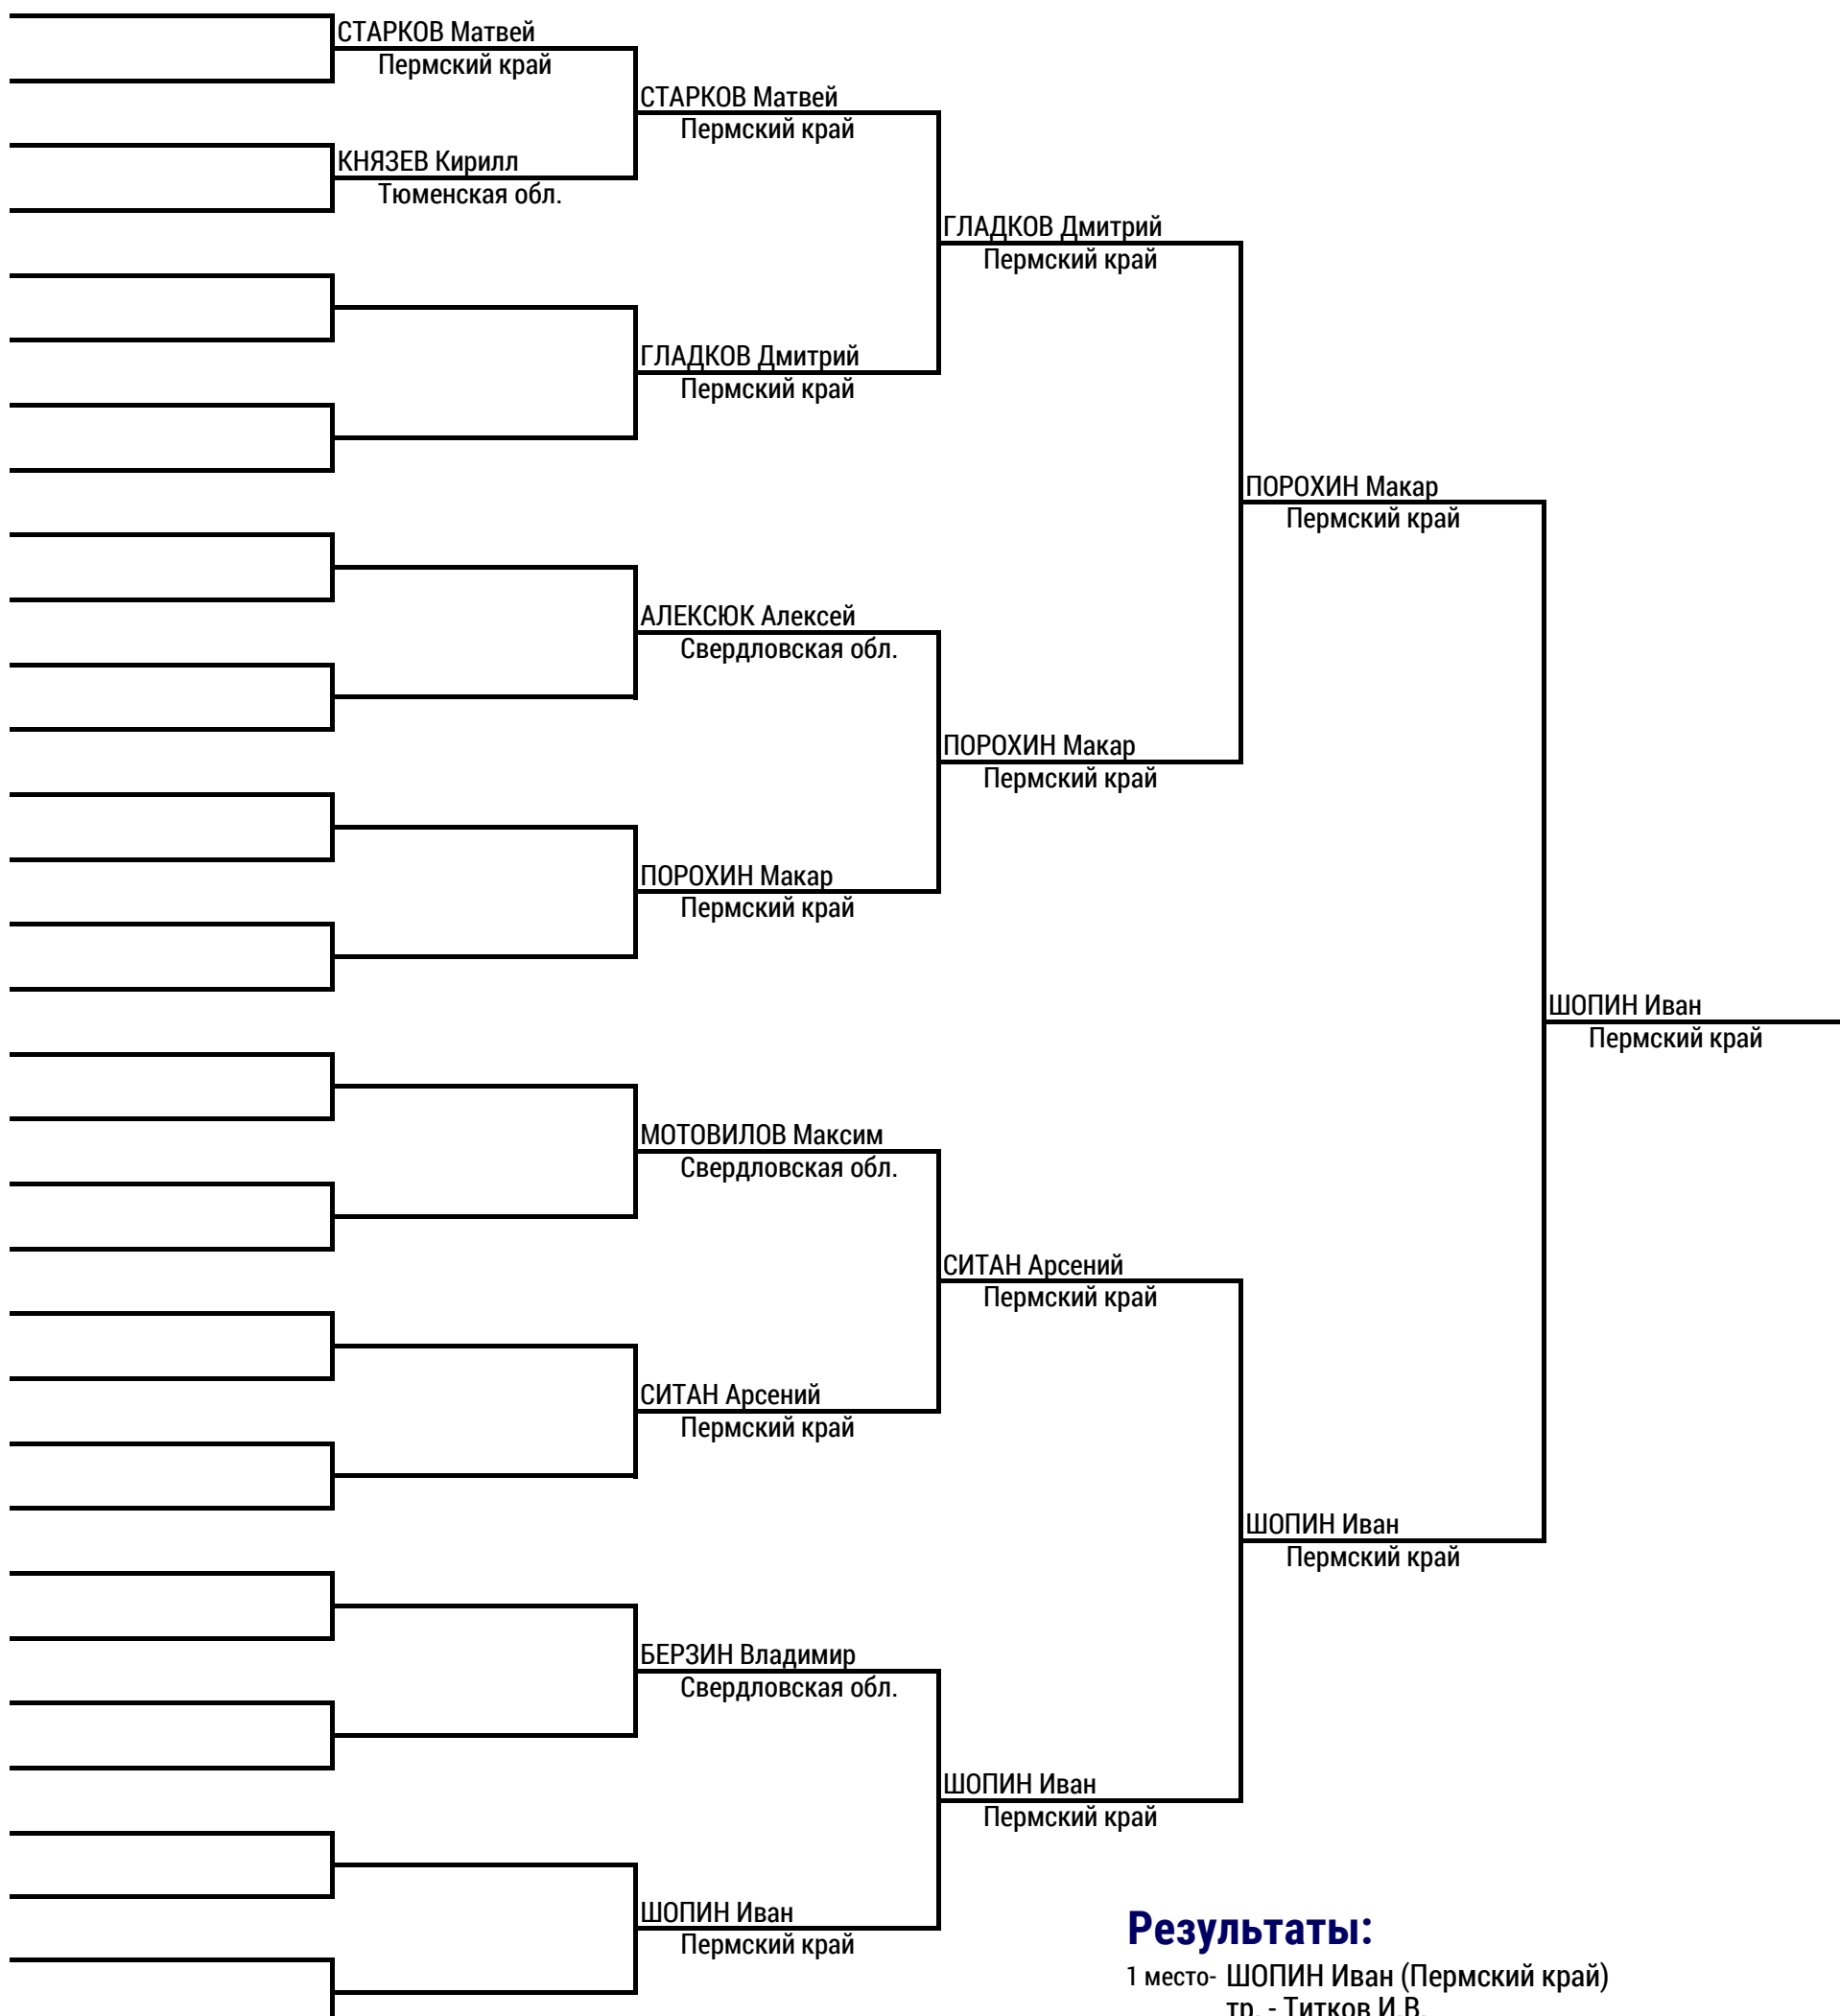 СТАРКОВ Матвей
Пермский край
СТАРКОВ Матвей
Пермский край
КНЯЗЕВ Кирилл
Тюменская обл.
ГЛАДКОВ Дмитрий
Пермский край
ГЛАДКОВ Дмитрий
Пермский край
ПОРОХИН Макар
Пермский край
АЛЕКСЮК Алексей
Свердловская обл.
ПОРОХИН Макар
Пермский край
ПОРОХИН Макар
Пермский край
ШОПИН Иван
Пермский край
МОТОВИЛОВ Максим
Свердловская обл.
СИТАН Арсений
Пермский край
СИТАН Арсений
Пермский край
ШОПИН Иван
Пермский край
БЕРЗИН Владимир
Свердловская обл.
ШОПИН Иван
Пермский край
ШОПИН Иван
Пермский край
Результаты:
1 место- ШОПИН Иван (Пермский край)
тр. - Титков И.В.